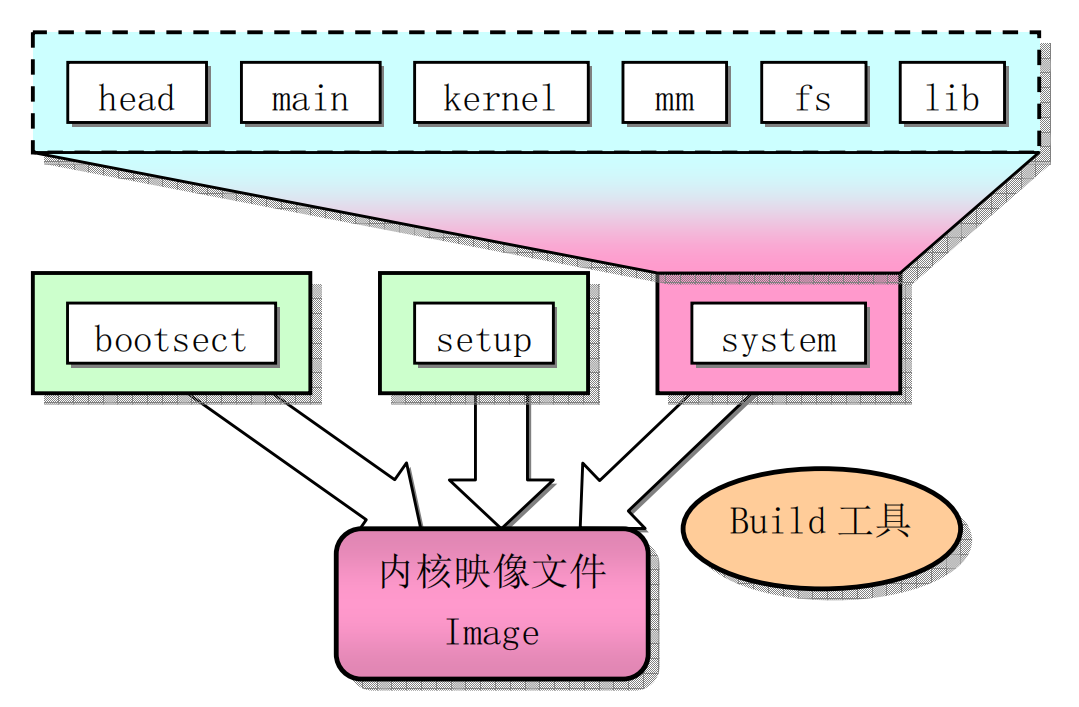 head main kernel mm fs lib
bootsect setup system
Build 工具
内核映像文件
Image